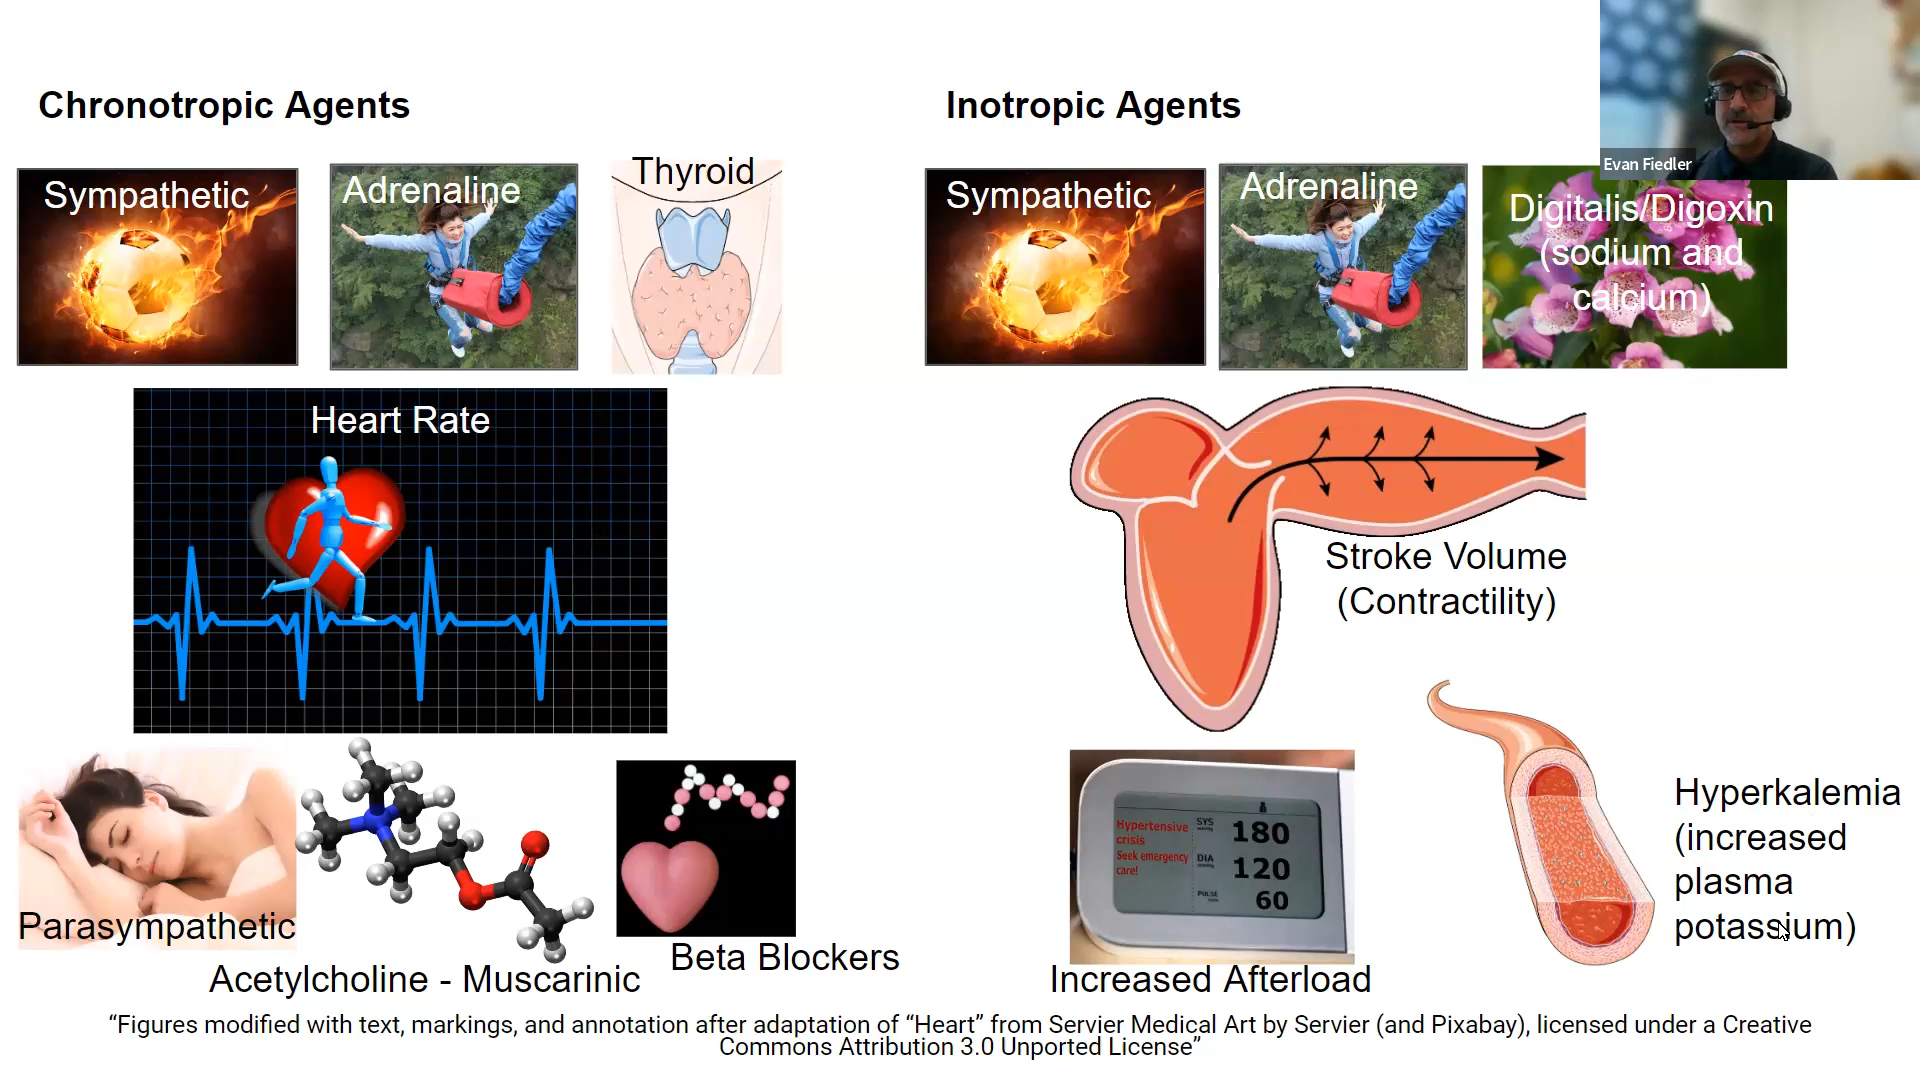 Chronotropic Agents
Sympathetic
Adrenaline
Thyroid
Heart Rate
Parasympathetic
Acetylcholine - Muscarinic
Beta Blockers
Inotropic Agents
Evan Fiedler
Sympathetic
Adrenaline
Digitalis/Digoxin
(sodium and
calcium)
Stroke Volume
(Contractility)
Hypertensive
crisis
Seek emergency
care!
SYS
180
DIA
120
PULSE
60
Increased Afterload
Hyperkalemia
(increased
plasma
potassium)
“Figures modified with text, markings, and annotation after adaptation of “Heart” from Servier Medical Art by Servier (and Pixabay), licensed under a Creative
Commons Attribution 3.0 Unported License”